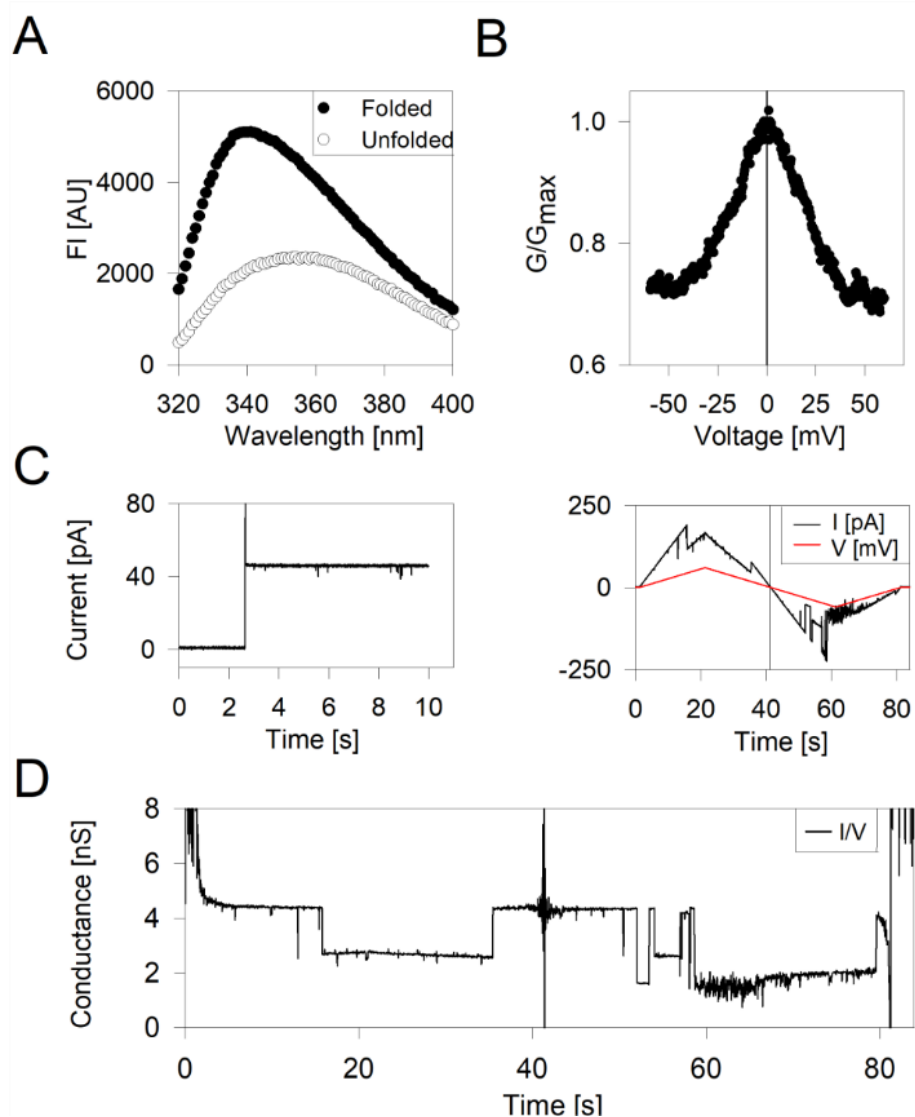 A
6000
4000
2000
0
FI [AU]
Folded
Unfolded
320 340 360 380 400
Wavelength [nm]
B
1.0
0.8
0.6
G/Gmax
-50 -25 0 25 50
Voltage [mV]
C
80
40
0
Current [pA]
0 2 4 6 8 10
Time [s]
250
0
-250
I [pA]
V [mV]
0 20 40 60 80
Time [s]
D
8
6
4
2
0
Conductance [nS]
I/V
0 20 40 60 80
Time [s]